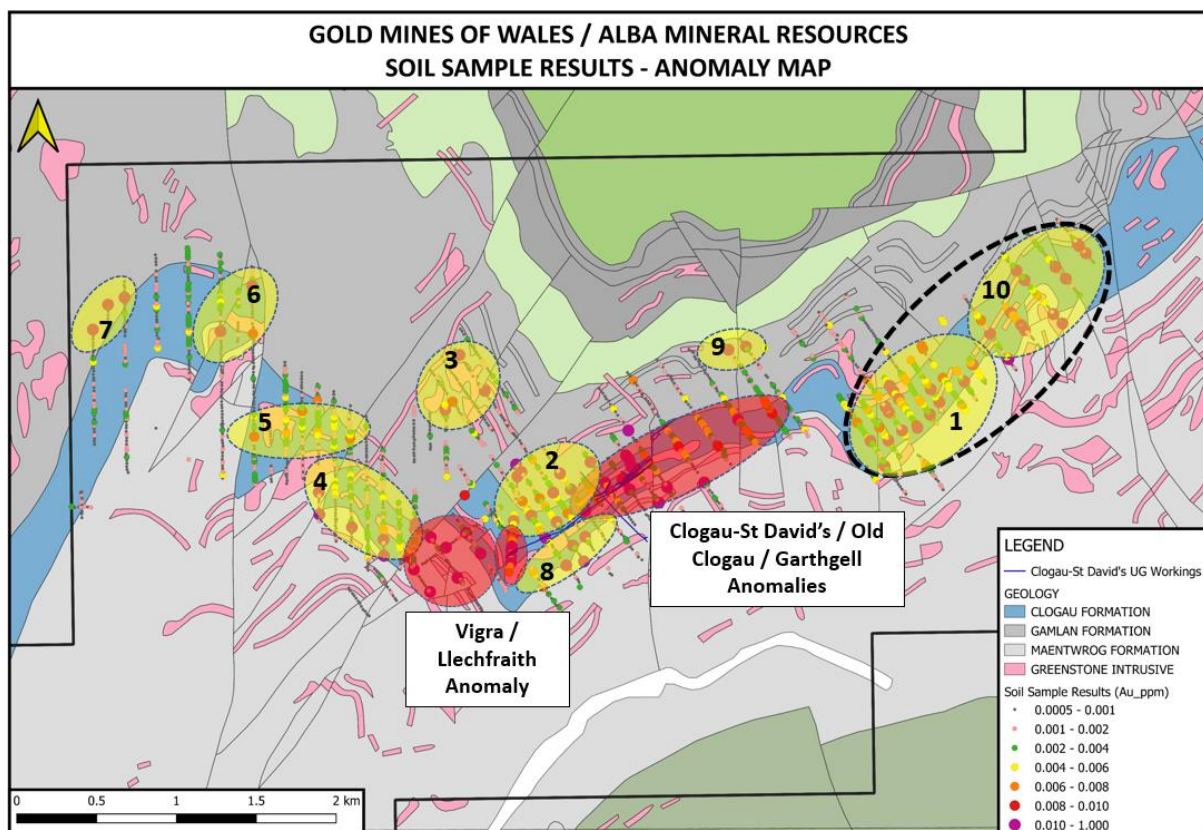 GOLD MINES OF WALES / ALBA MINERAL RESOURCES
SOIL SAMPLE RESULTS - ANOMALY MAP
10
6
7
9
3
1
5
2
4
8
Clogau-St David's / Old
Clogau / Garthgell
Anomalies
Vigra /
Llechfraith
Anomaly
LEGEND
Clogau-St David's UG Workings
GEOLOGY
CLOGAU FORMATION
GAMLAN FORMATION
MAENTWROG FORMATION
GREENSTONE INTRUSIVE
Soil Sample Results (Au_ppm)
0.0005 - 0.001
0.001 - 0.002
0.002 - 0.004
0.004 - 0.006
0.006 - 0.008
0.008 - 0.010
0.010 - 1.000
0 0.5 1 1.5 2 km